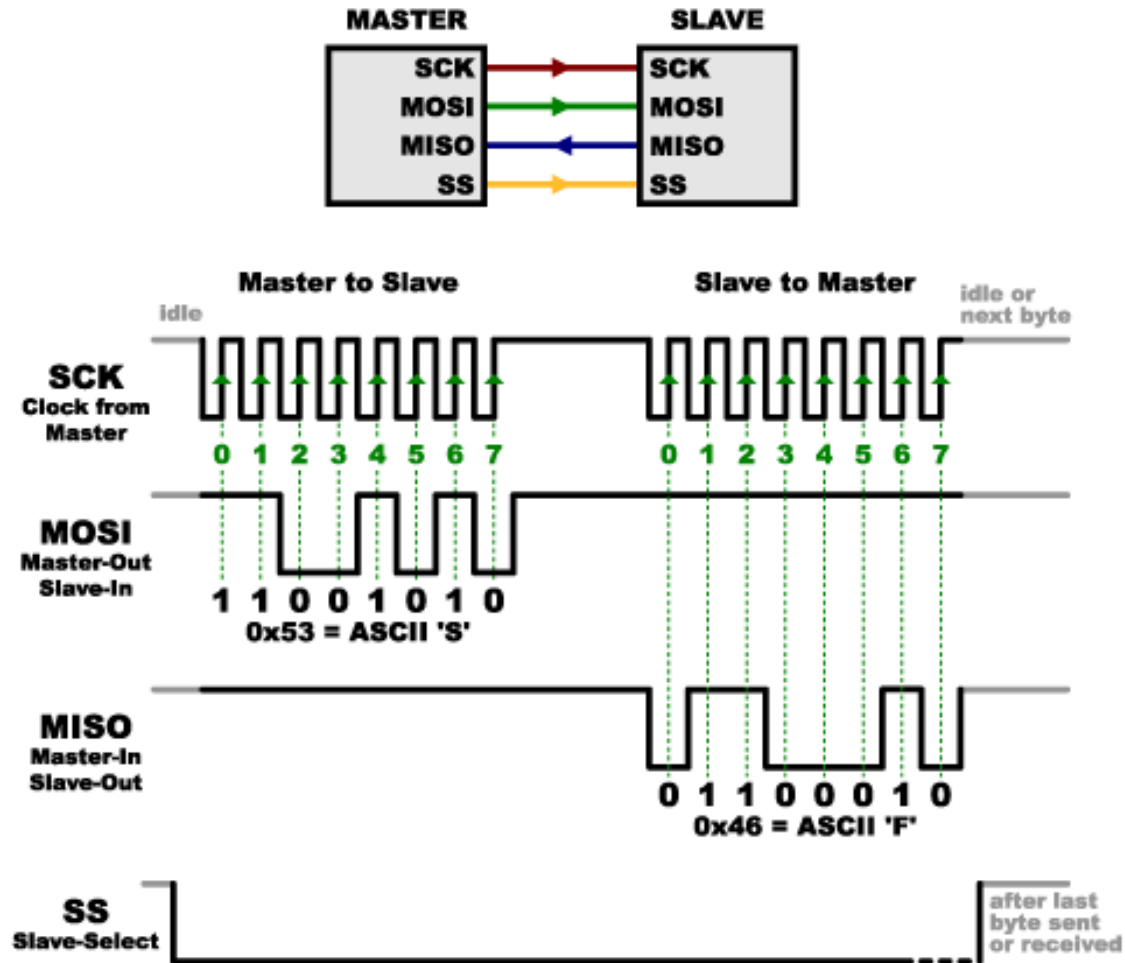 MASTER SLAVE
SCK SCK
MOSI MOSI
MISO MISO
SS SS
Master to Slave Slave to Master
idle
idle or
next byte
SCK
Clock from
Master
0 1 2 3 4 5 6 7 0 1 2 3 4 5 6 7
MOSI
Master-Out
Slave-In
1 1 0 0 1 0 1 0
0x53 = ASCII 'S'
MISO
Master-In
Slave-Out
0 1 1 0 0 0 1 0
0x46 = ASCII 'F'
SS
Slave-Select
after last
byte sent
or received